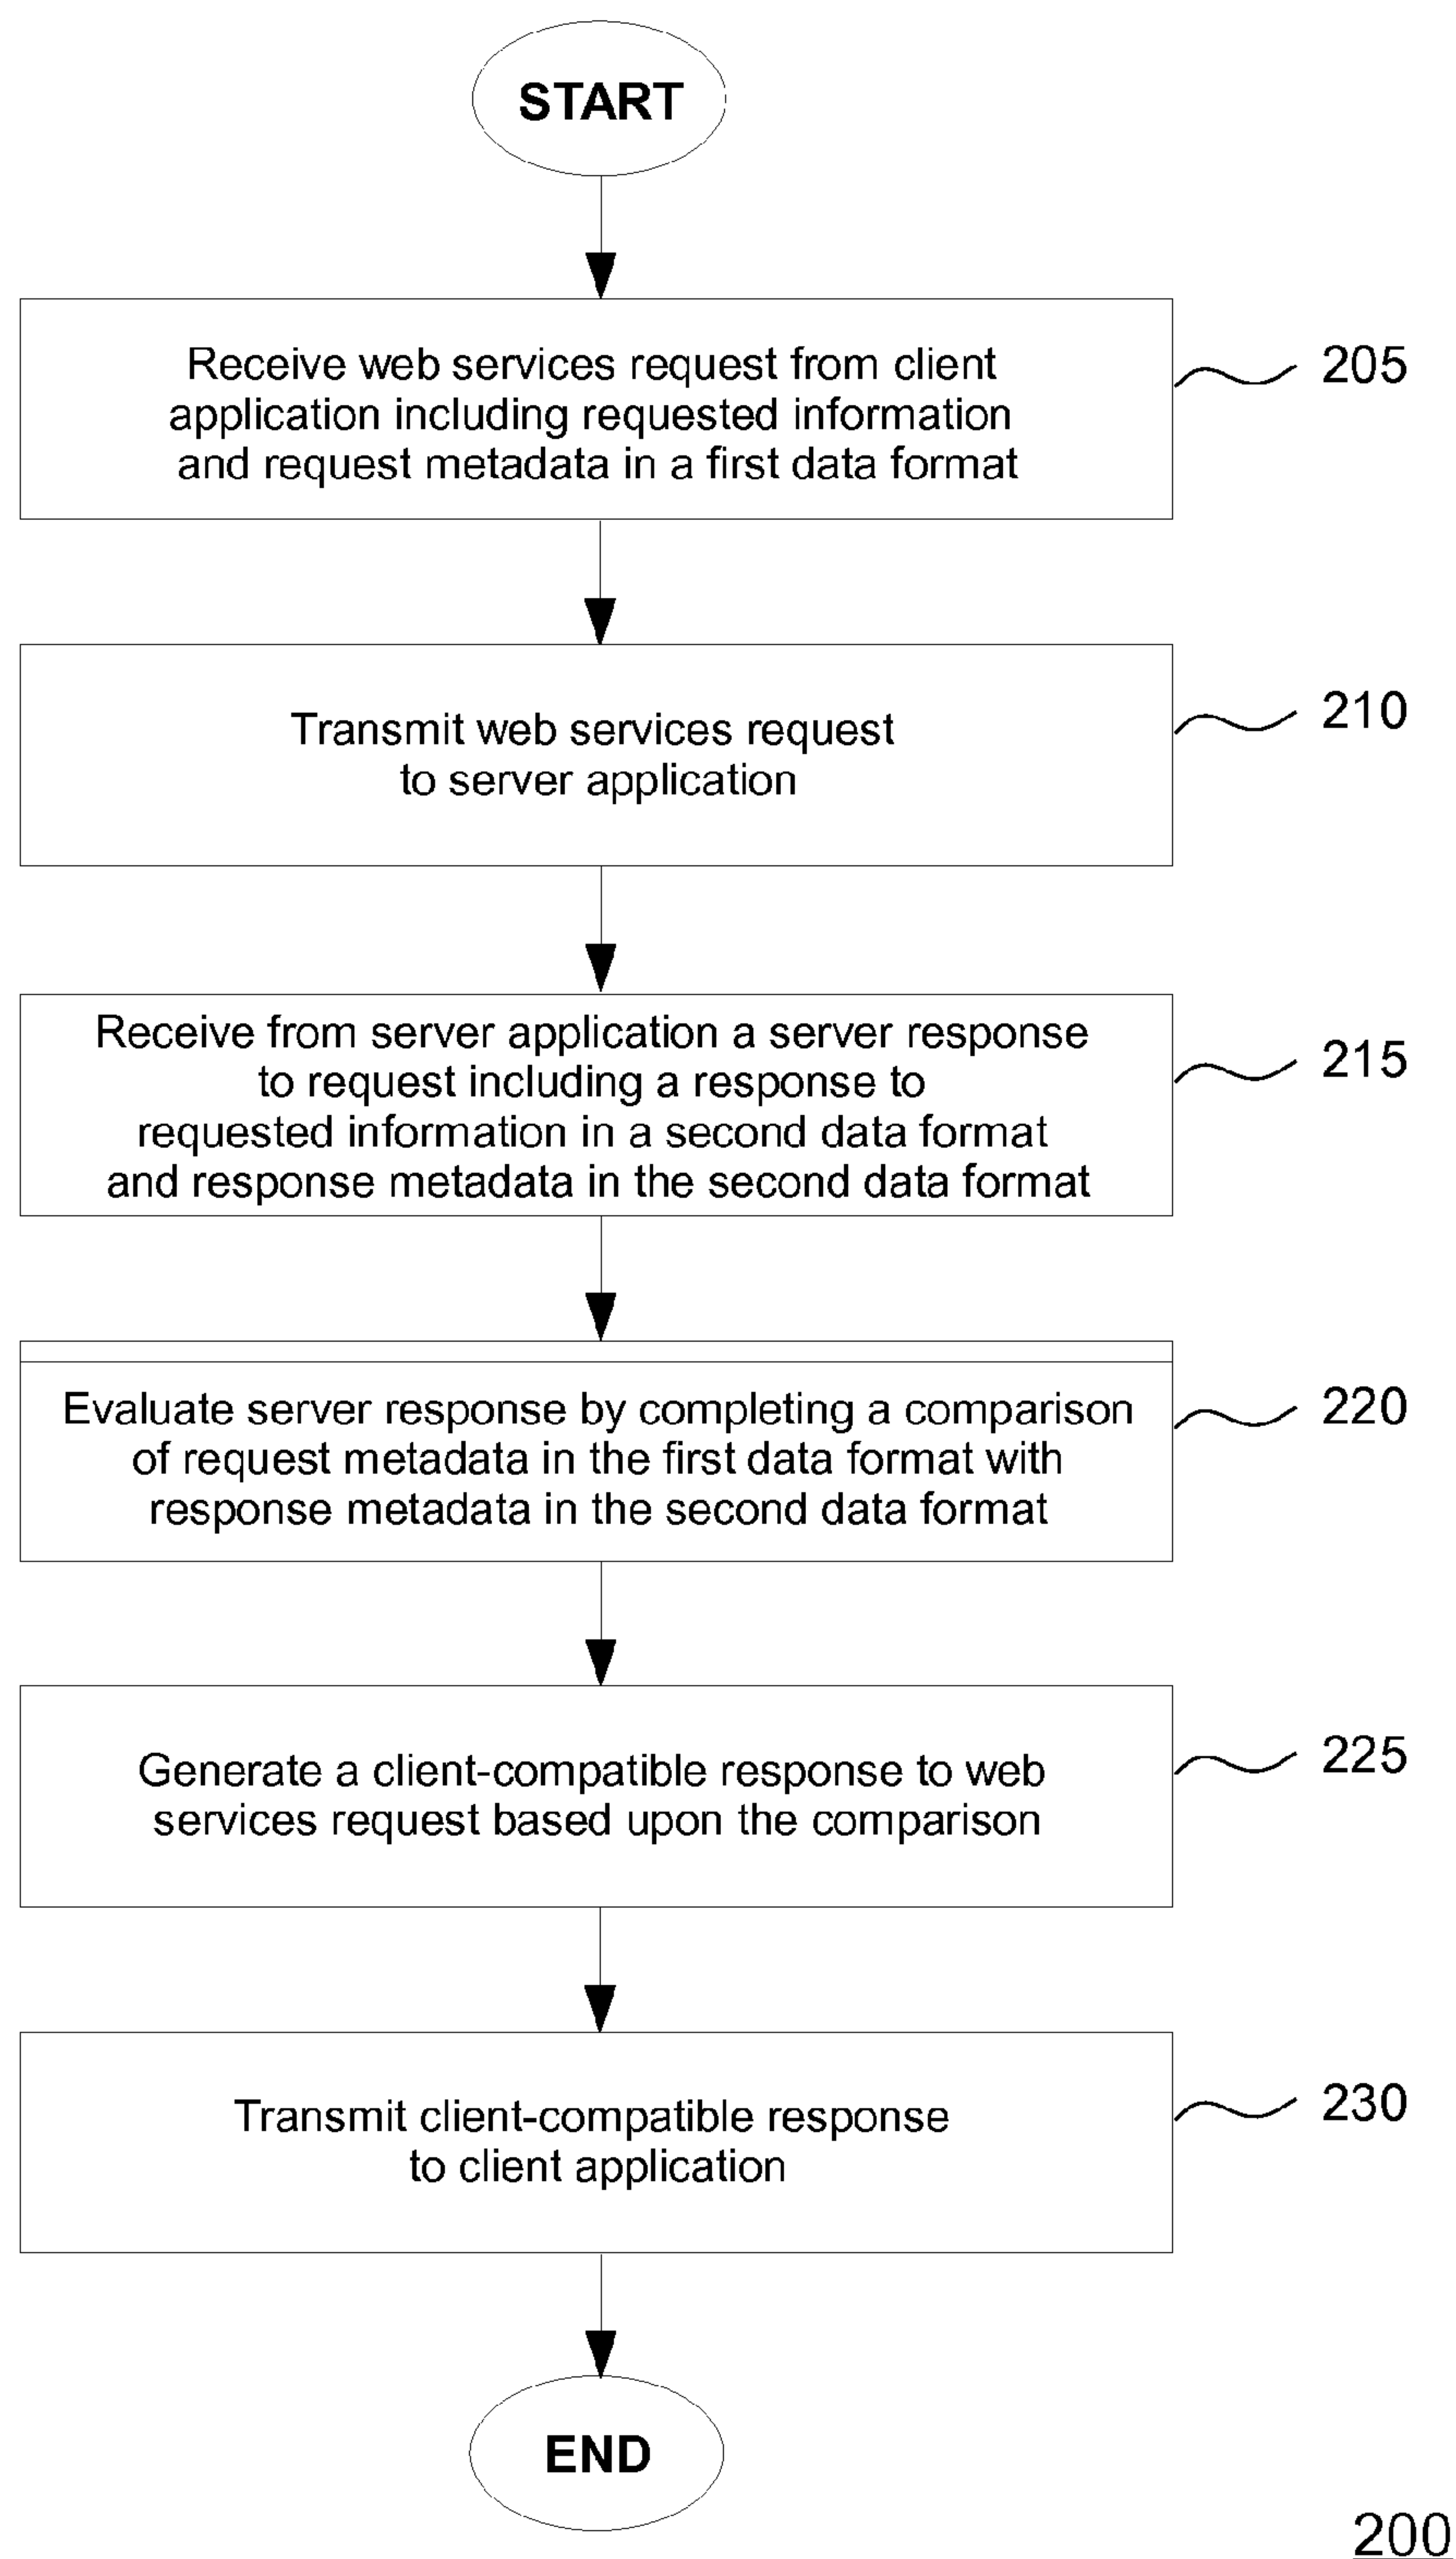 START
Receive web services request from client
application including requested information
and request metadata in a first data format
205
Transmit web services request
to server application
210
Receive from server application a server response
to request including a response to
requested information in a second data format
and response metadata in the second data format
215
Evaluate server response by completing a comparison
of request metadata in the first data format with
response metadata in the second data format
220
Generate a client-compatible response to web
services request based upon the comparison
225
Transmit client-compatible response
to client application
230
END
200